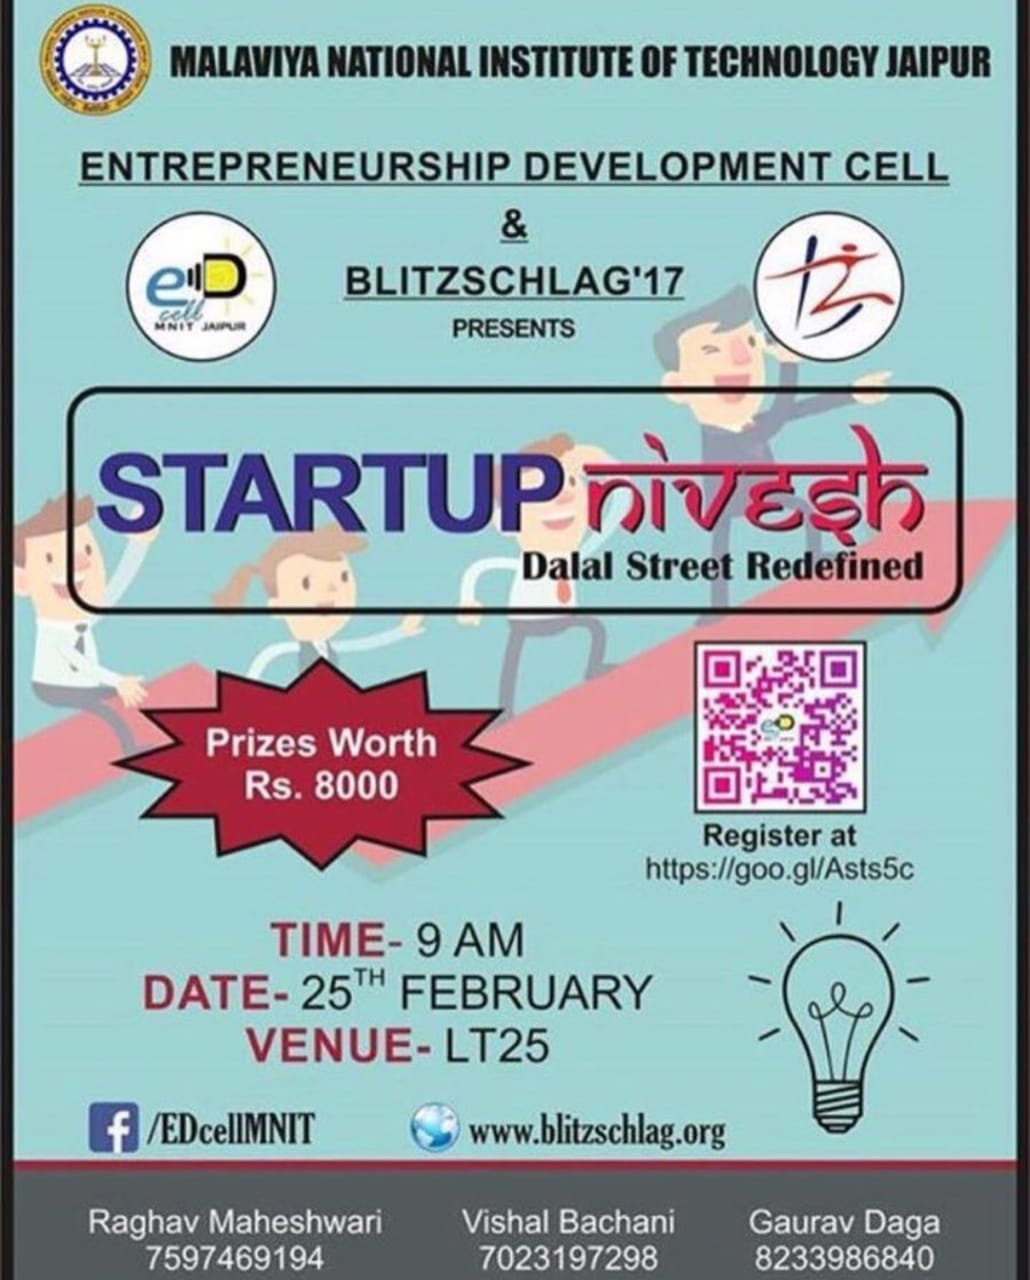 MALAVIYA NATIONAL INSTITUTE OF TECHNOLOGY JAIPUR
ENTREPRENEURSHIP DEVELOPMENT CELL
&
BLITZSCHLAG'17
PRESENTS
eD
cell
MNIT JAIPUR
STARTUP nivesh
Dalal Street Redefined
Prizes Worth
Rs. 8000
Register at
https://goo.gl/Asts5c
TIME- 9 AM
DATE- 25TH FEBRUARY
VENUE- LT25
f /EDcellMNIT
www.blitzschlag.org
Raghav Maheshwari
7597469194
Vishal Bachani
7023197298
Gaurav Daga
8233986840